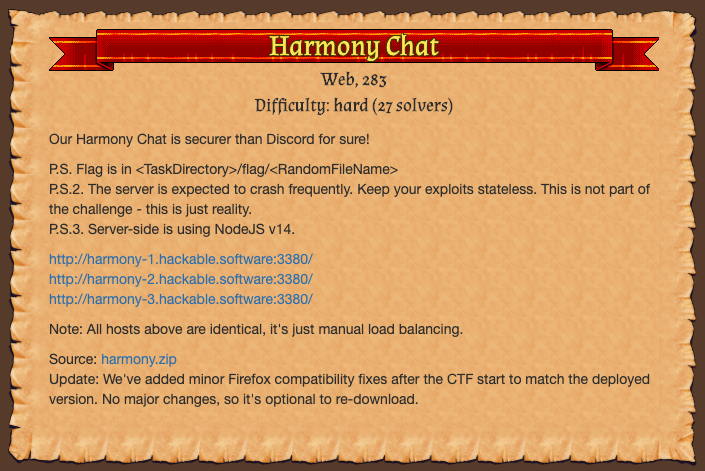 Harmony Chat
Web, 283
Difficulty: hard (27 solvers)
Our Harmony Chat is securer than Discord for sure!
P.S. Flag is in <TaskDirectory>/flag/<RandomFileName>
P.S.2. The server is expected to crash frequently. Keep your exploits stateless. This is not part of
the challenge - this is just reality.
P.S.3. Server-side is using NodeJS v14.
http://harmony-1.hackable.software:3380/
http://harmony-2.hackable.software:3380/
http://harmony-3.hackable.software:3380/
Note: All hosts above are identical, it's just manual load balancing.
Source: harmony.zip
Update: We've added minor Firefox compatibility fixes after the CTF start to match the deployed
version. No major changes, so it's optional to re-download.